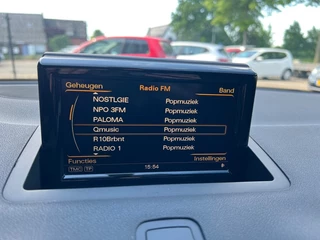 Geheugen Radio FM Band
NOSTLGIE Popmuziek
NPO 3FM Popmuziek
PALOMA Popmuziek
Qmusic Popmuziek
R10Brbnt Popmuziek
RADIO 1 Popmuziek
Functies Instellingen
TMC TP 15:54